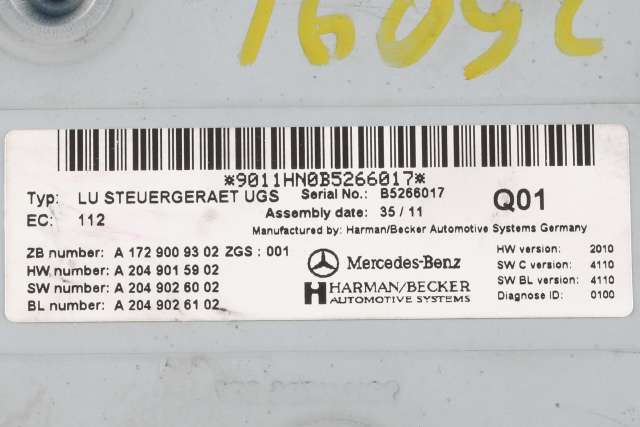 *9011HN0B5266017*
Typ: LU STEUERGERAET UGS Serial No.: B5266017 Q01
EC: 112 Assembly date: 35/11
Manufactured by: Harman/Becker Automotive Systems Germany
ZB number: A 172 900 93 02 ZGS : 001
HW number: A 204 901 59 02
SW number: A 204 902 60 02
BL number: A 204 902 61 02
Mercedes-Benz
HARMAN/BECKER
AUTOMOTIVE SYSTEMS
HW version: 2010
SW C version: 4110
SW BL version: 4110
Diagnose ID: 0100